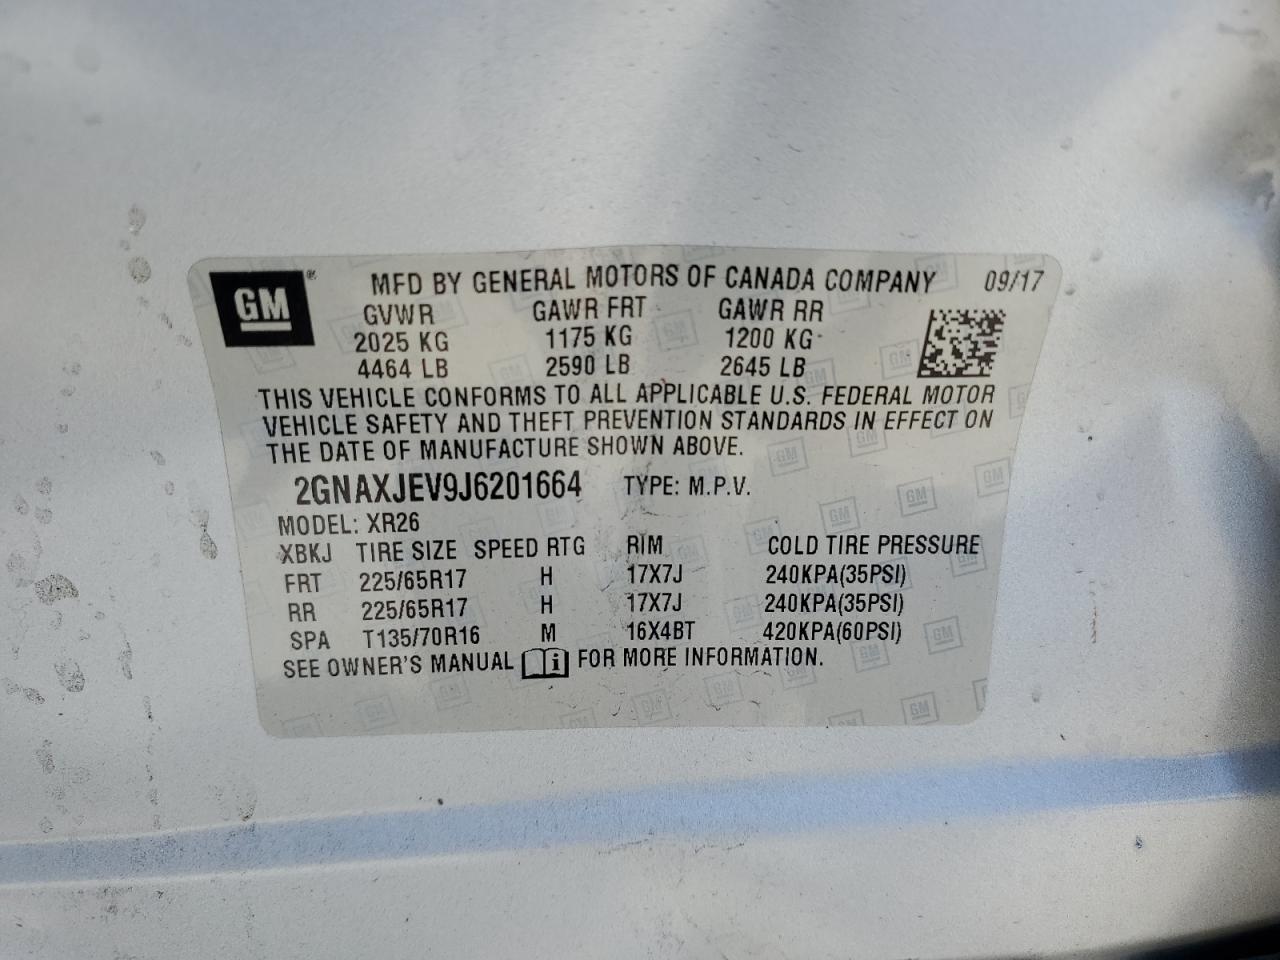 GM® MFD BY GENERAL MOTORS OF CANADA COMPANY 09/17
GVWR GAWR FRT GAWR RR
2025 KG 1175 KG 1200 KG
4464 LB 2590 LB 2645 LB
THIS VEHICLE CONFORMS TO ALL APPLICABLE U.S. FEDERAL MOTOR
VEHICLE SAFETY AND THEFT PREVENTION STANDARDS IN EFFECT ON
THE DATE OF MANUFACTURE SHOWN ABOVE.
2GNAXJEV9J6201664 TYPE: M.P.V.
MODEL: XR26
XBKJ TIRE SIZE SPEED RTG RIM COLD TIRE PRESSURE
FRT 225/65R17 H 17X7J 240KPA(35PSI)
RR 225/65R17 H 17X7J 240KPA(35PSI)
SPA T135/70R16 M 16X4BT 420KPA(60PSI)
SEE OWNER'S MANUAL i FOR MORE INFORMATION.